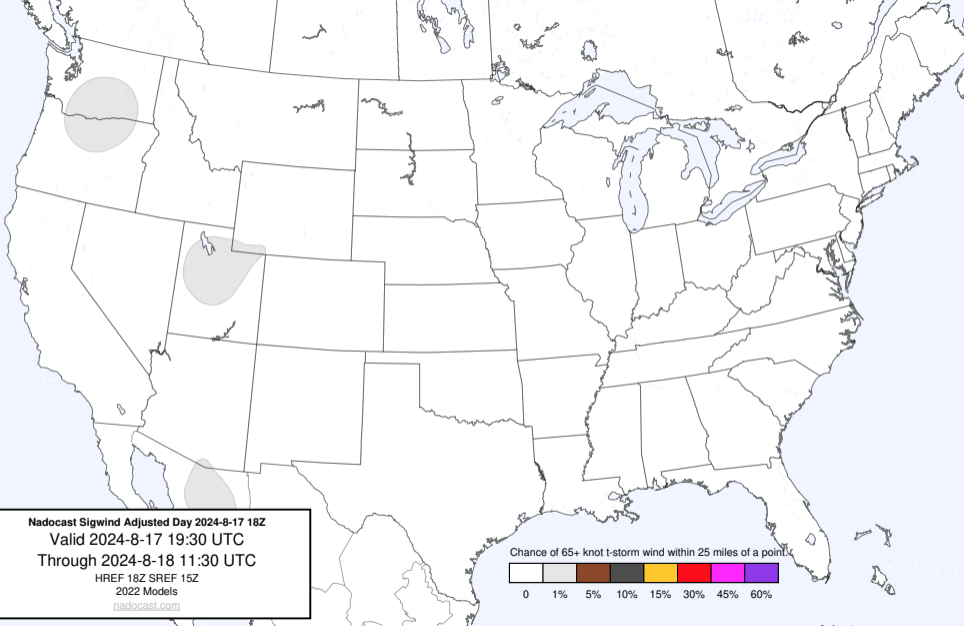 Nadocast Sigwind Adjusted Day 2024-8-17 18Z
Valid 2024-8-17 19:30 UTC
Through 2024-8-18 11:30 UTC
HREF 18Z SREF 15Z
2022 Models
nadocast.com
Chance of 65+ knot t-storm wind within 25 miles of a point.
0 1% 5% 10% 15% 30% 45% 60%